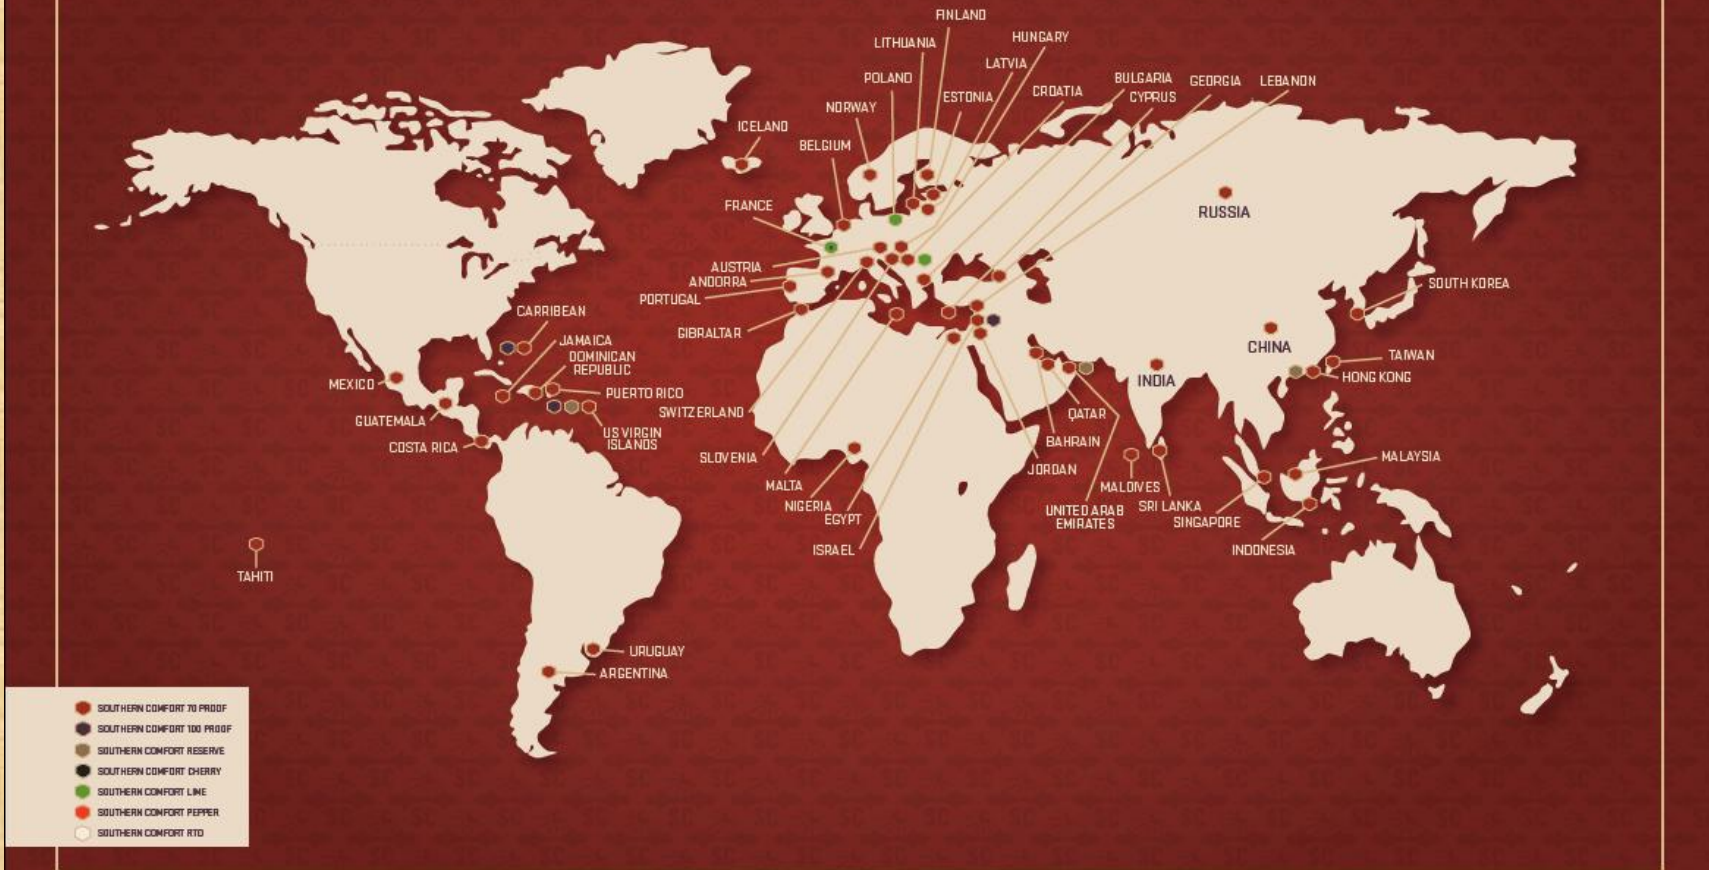 FINLAND
LITHUANIA
HUNGARY
LATVIA
POLAND
BULGARIA
GEORGIA
LEBANON
CROATIA
ESTONIA
CYPRUS
NORWAY
ICELAND
BELGIUM
FRANCE
RUSSIA
AUSTRIA
ANDORRA
PORTUGAL
SOUTH KOREA
CARRIBEAN
GIBRALTAR
JAMAICA
CHINA
DOMINICAN
REPUBLIC
TAIWAN
HONG KONG
MEXICO
INDIA
PUERTO RICO
SWITZERLAND
QATAR
GUATEMALA
US VIRGIN
ISLANDS
BAHRAIN
COSTA RICA
SLOVENIA
MALAYSIA
JORDAN
MALTA
MALDIVES
NIGERIA
SRI LANKA
UNITED ARAB
EMIRATES
EGYPT
SINGAPORE
ISRAEL
INDONESIA
TAHITI
URUGUAY
ARGENTINA
SOUTHERN COMFORT 70 PROOF
SOUTHERN COMFORT 100 PROOF
SOUTHERN COMFORT RESERVE
SOUTHERN COMFORT CHERRY
SOUTHERN COMFORT LIME
SOUTHERN COMFORT PEPPER
SOUTHERN COMFORT RTD